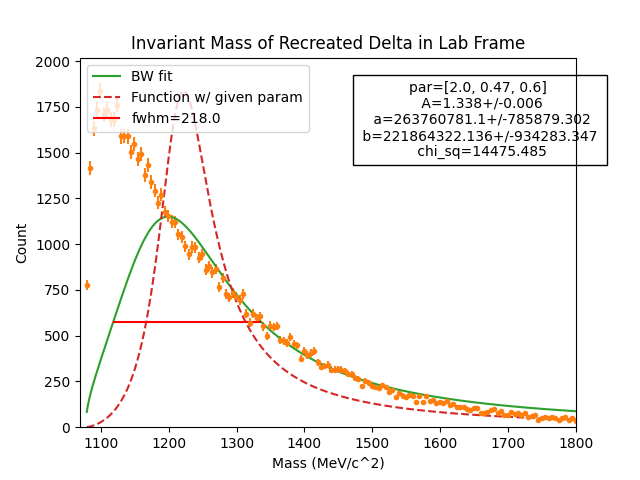 Invariant Mass of Recreated Delta in Lab Frame
BW fit
Function w/ given param
fwhm=218.0
par=[2.0, 0.47, 0.6]
A=1.338+/-0.006
a=263760781.1+/-785879.302
b=221864322.136+/-934283.347
chi_sq=14475.485
Count
2000
1750
1500
1250
1000
750
500
250
0
1100 1200 1300 1400 1500 1600 1700 1800
Mass (MeV/c^2)